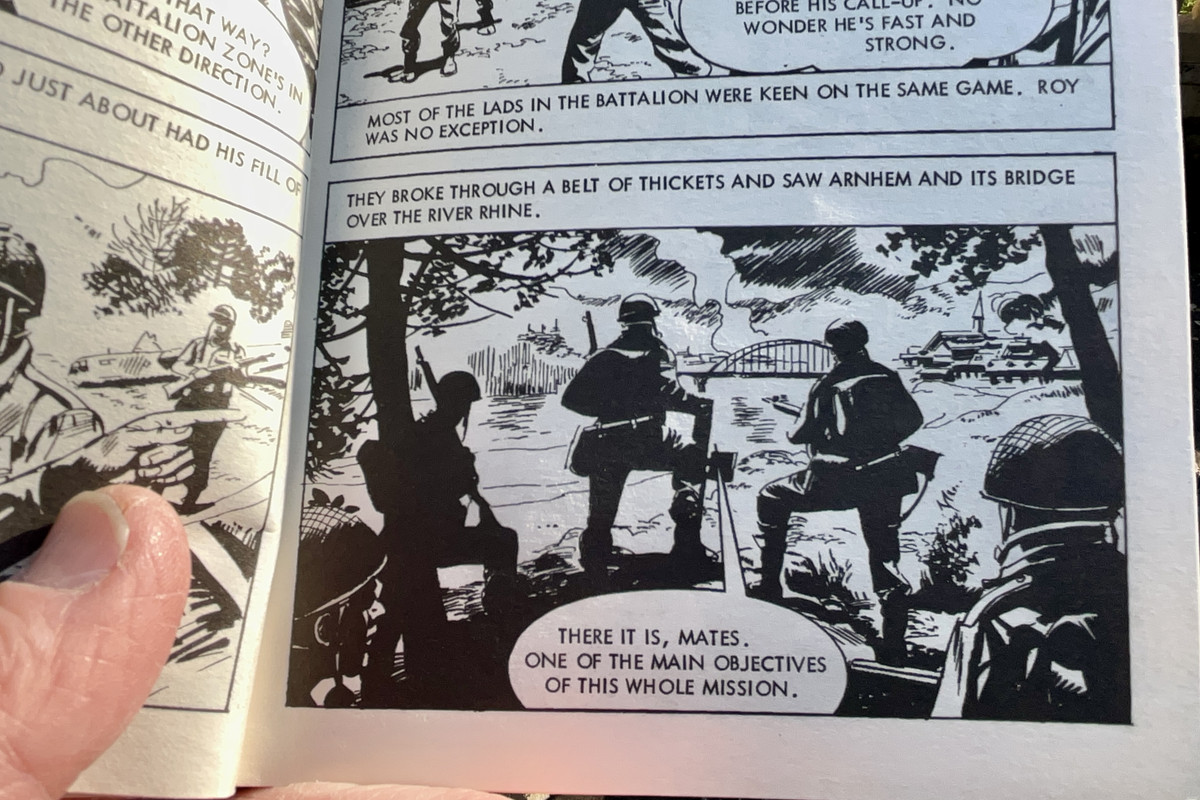 THAT WAY?
BATTALION ZONE'S IN
THE OTHER DIRECTION.
JUST ABOUT HAD HIS FILL OF
BEFORE HIS CALL-UP. NO
WONDER HE'S FAST AND
STRONG.
MOST OF THE LADS IN THE BATTALION WERE KEEN ON THE SAME GAME. ROY
WAS NO EXCEPTION.
THEY BROKE THROUGH A BELT OF THICKETS AND SAW ARNHEM AND ITS BRIDGE
OVER THE RIVER RHINE.
THERE IT IS, MATES.
ONE OF THE MAIN OBJECTIVES
OF THIS WHOLE MISSION.